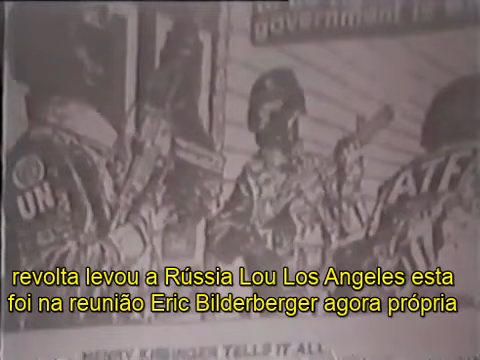 government is
UN
ATF
revolta levou a Rússia Lou Los Angeles esta
foi na reunião Eric Bilderberger agora própria
HENRY KISSINGER TELLS IT ALL